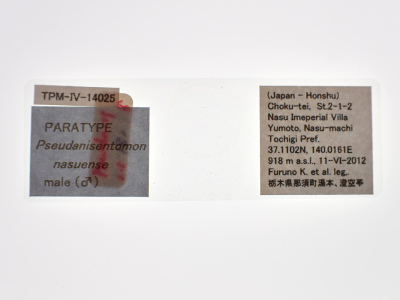 TPM-IV-14025
PARATYPE
Pseudanisentomon
nasuense
male (♂)
(Japan - Honshu)
Choku-tei, St.2-1-2
Nasu Imeperial Villa
Yumoto, Nasu-machi
Tochigi Pref.
37.1102N, 140.0161E
918 m a.s.l., 11-VI-2012
Furuno K. et al. leg.
栃木県那須町湯本、澄空亭